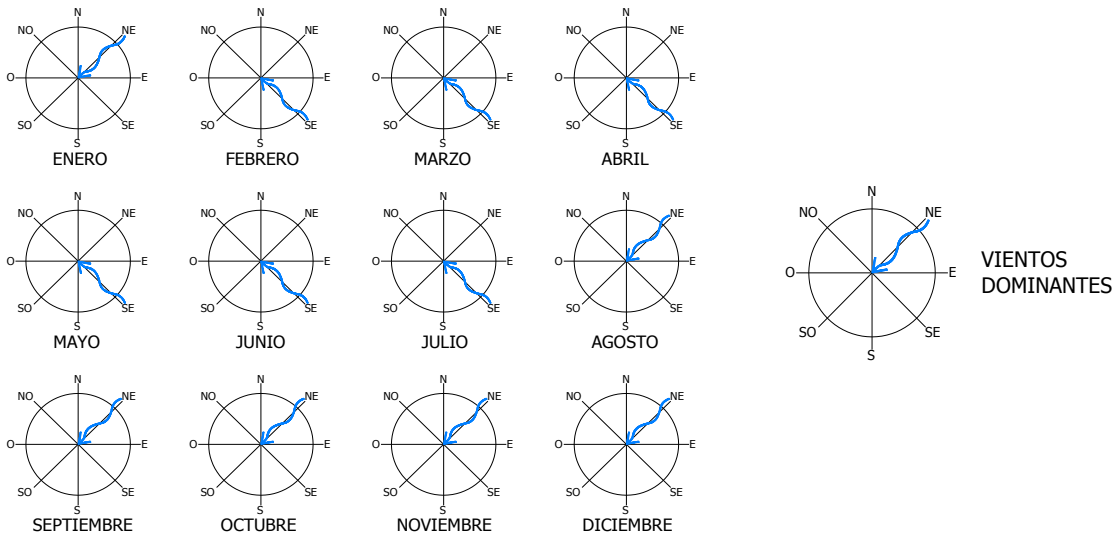 N
NO NE
O E
SO SE
S
ENERO
N
NO NE
O E
SO SE
S
FEBRERO
N
NO NE
O E
SO SE
S
MARZO
N
NO NE
O E
SO SE
S
ABRIL
N
NO NE
O E
SO SE
S
MAYO
N
NO NE
O E
SO SE
S
JUNIO
N
NO NE
O E
SO SE
S
JULIO
N
NO NE
O E
SO SE
S
AGOSTO
N
NO NE
O E
SO SE
S
VIENTOS
DOMINANTES
N
NO NE
O E
SO SE
S
SEPTIEMBRE
N
NO NE
O E
SO SE
S
OCTUBRE
N
NO NE
O E
SO SE
S
NOVIEMBRE
N
NO NE
O E
SO SE
S
DICIEMBRE